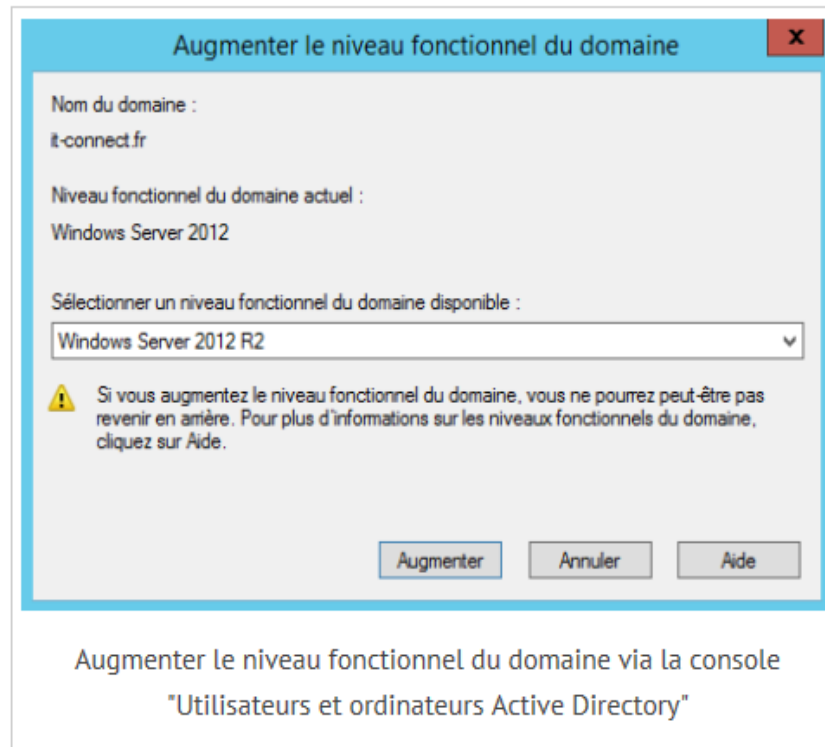 Augmenter le niveau fonctionnel du domaine
x
Nom du domaine :
it-connect.fr
Niveau fonctionnel du domaine actuel :
Windows Server 2012
Sélectionner un niveau fonctionnel du domaine disponible :
Windows Server 2012 R2
Si vous augmentez le niveau fonctionnel du domaine, vous ne pourrez peut-être pas
revenir en arrière. Pour plus d'informations sur les niveaux fonctionnels du domaine,
cliquez sur Aide.
Augmenter Annuler Aide
Augmenter le niveau fonctionnel du domaine via la console
"Utilisateurs et ordinateurs Active Directory"